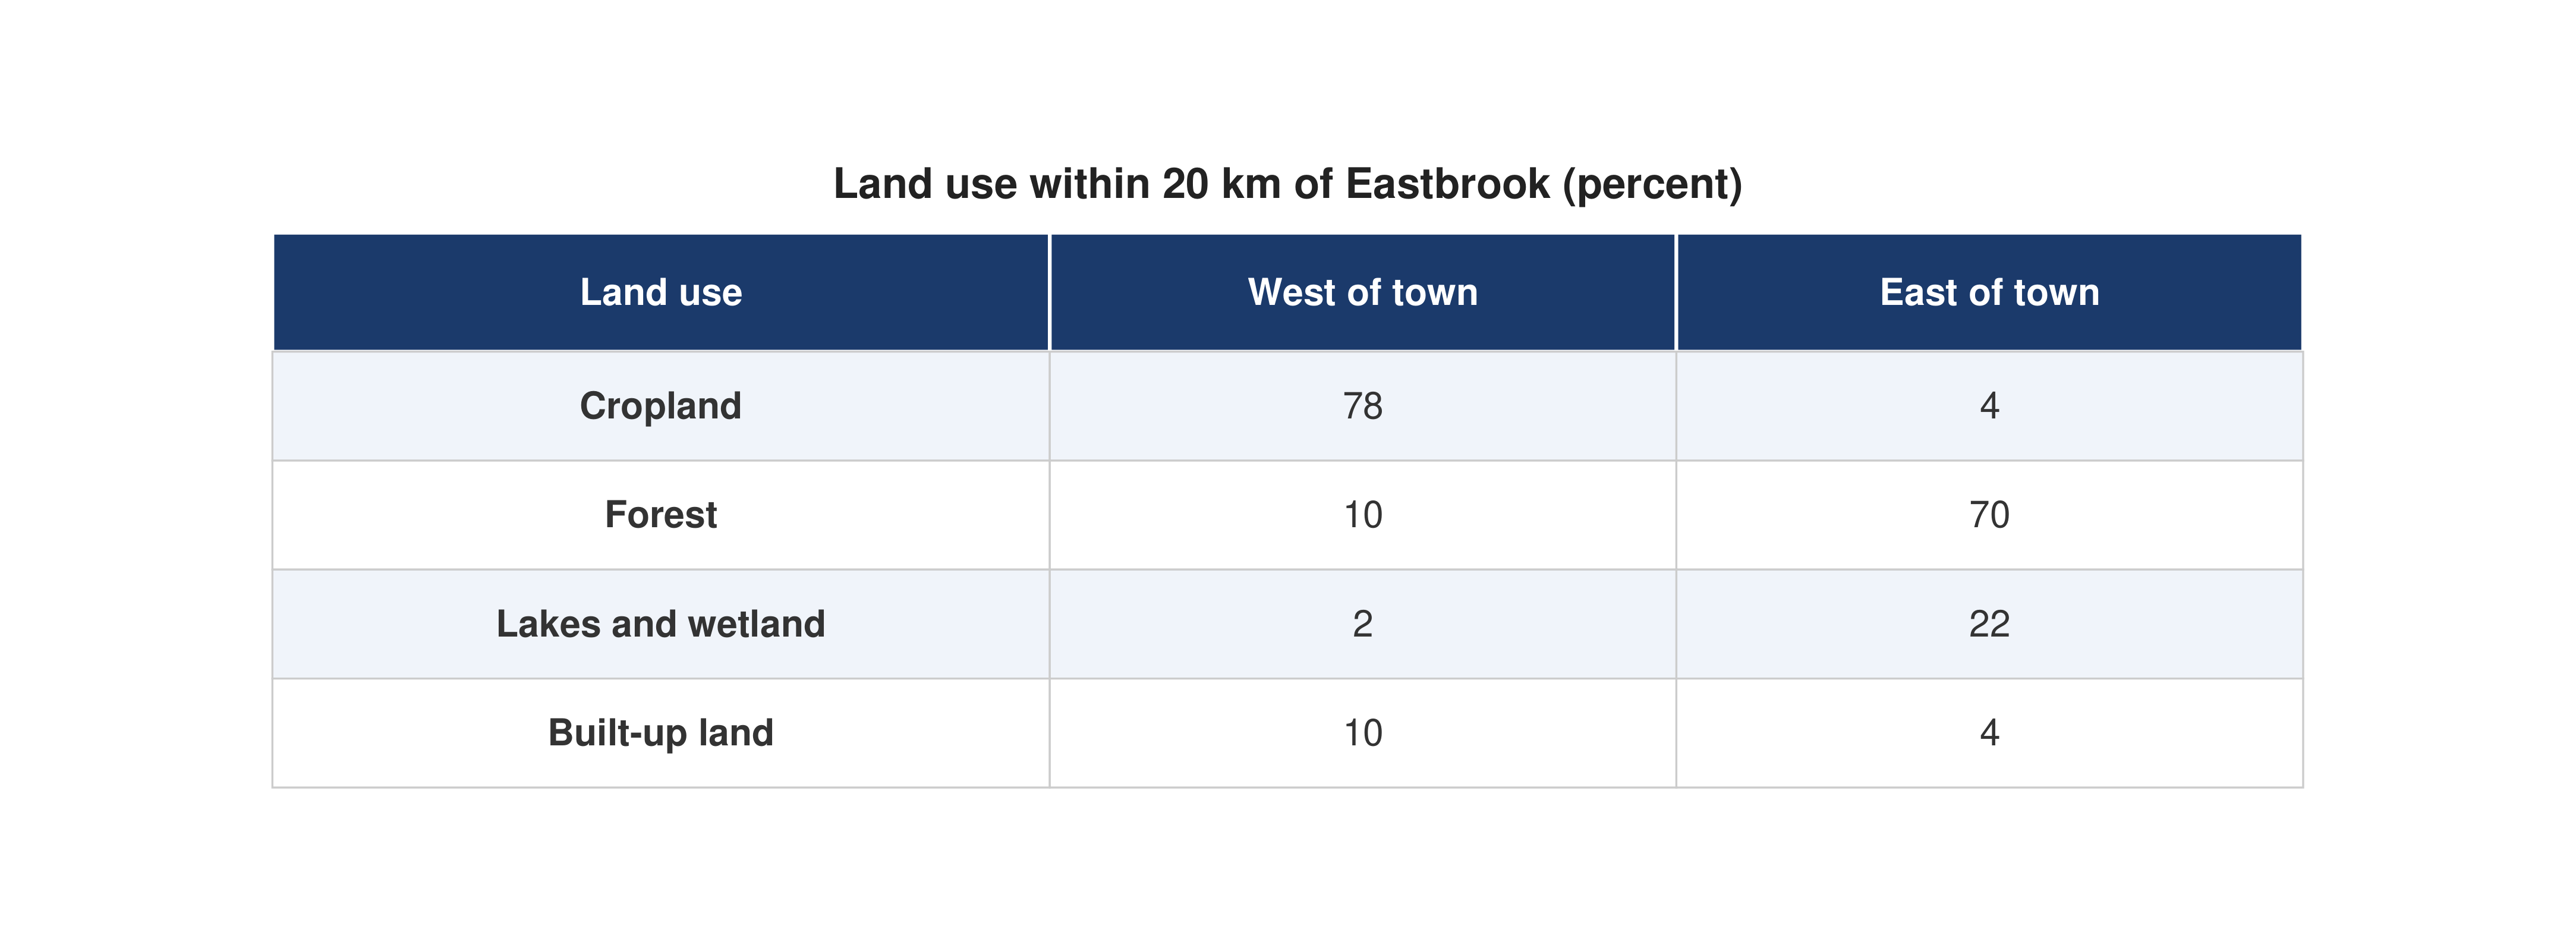 Land use within 20 km of Eastbrook (percent)
Land use West of town East of town
Cropland 78 4
Forest 10 70
Lakes and wetland 2 22
Built-up land 10 4